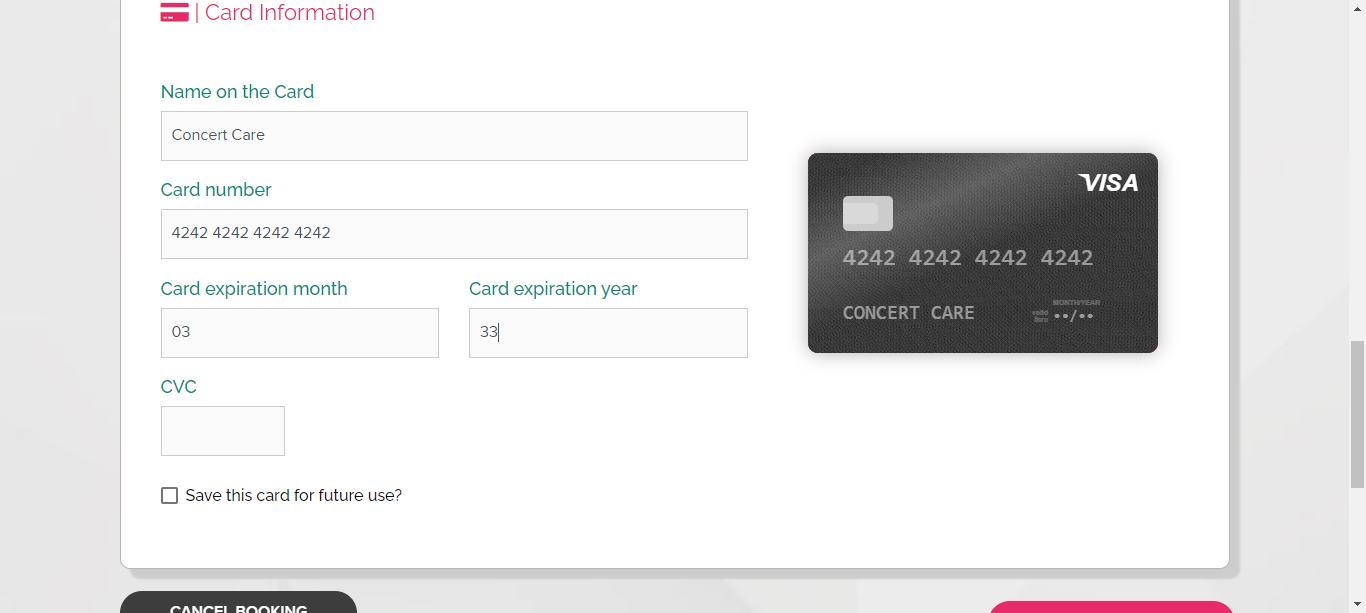 | Card Information
Name on the Card
Concert Care
Card number
4242 4242 4242 4242
Card expiration month
03
Card expiration year
33
CVC
Save this card for future use?
VISA
4242 4242 4242 4242
CONCERT CARE
MONTH/YEAR
valid
thru
••/••
CANCEL BOOKING